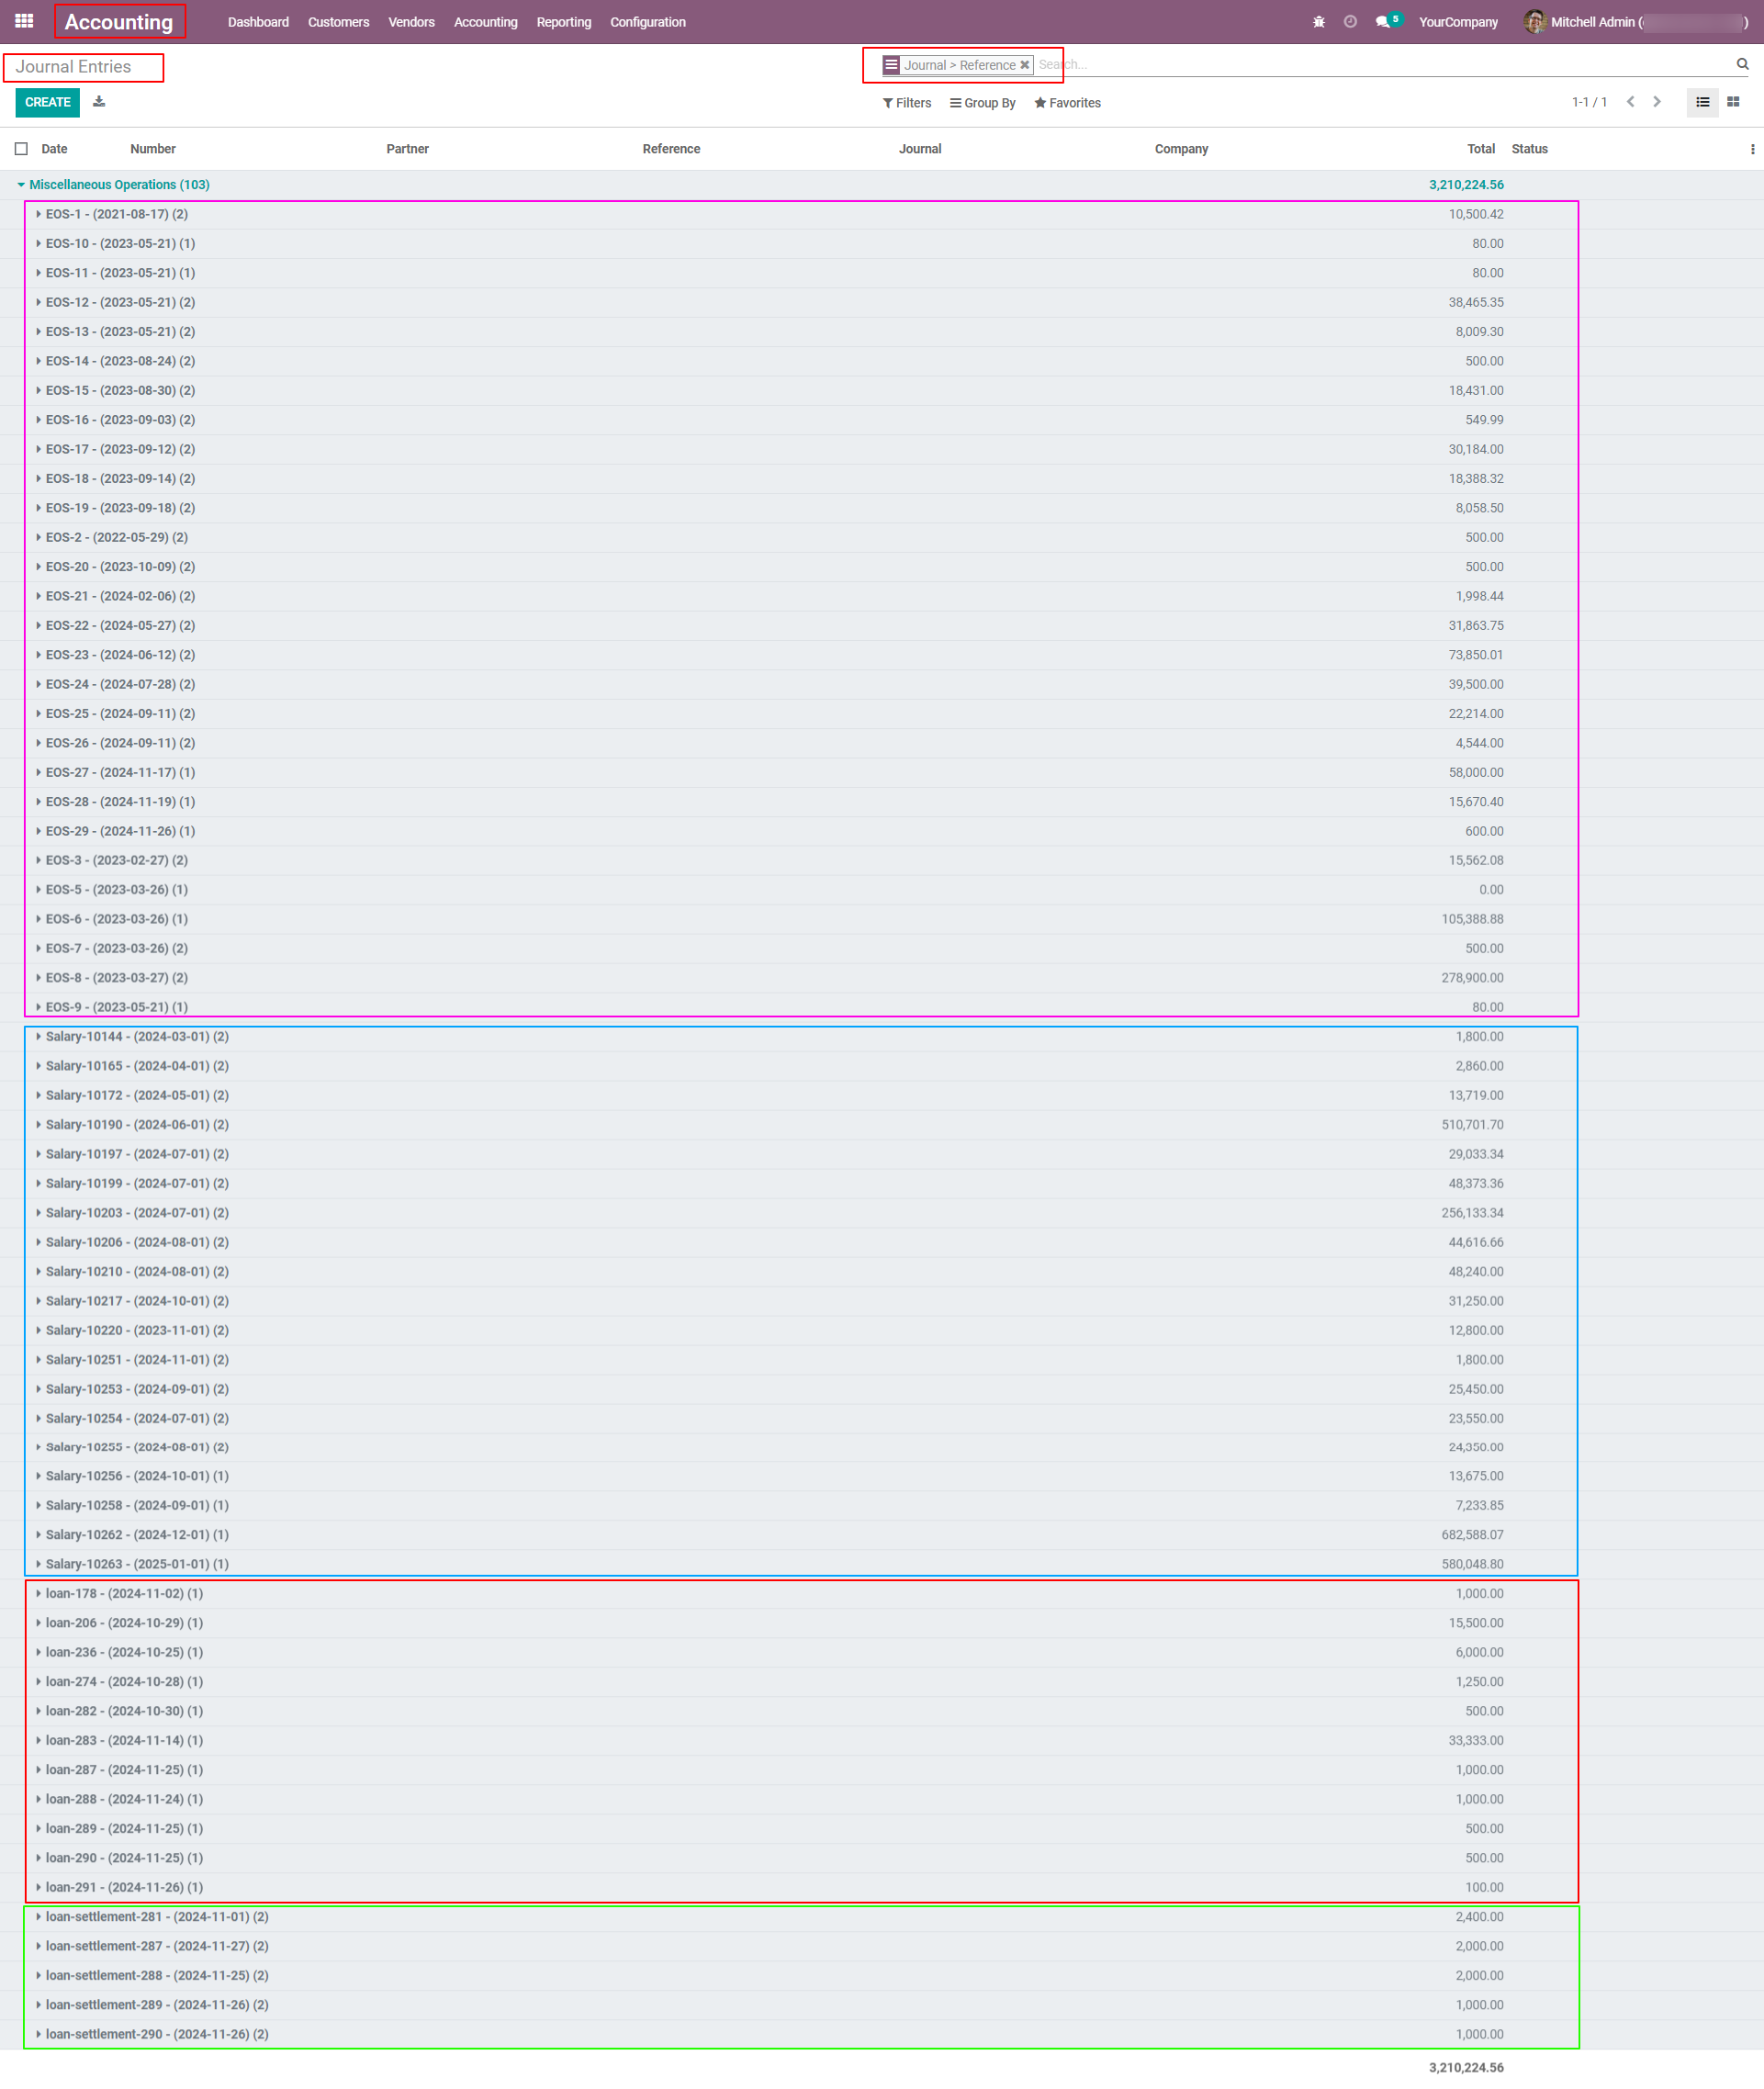 Accounting Dashboard Customers Vendors Accounting Reporting Configuration 5 YourCompany Mitchell Admin ( )
Journal Entries
Journal > Reference Search...
CREATE Filters Group By Favorites 1-1 / 1
Date Number Partner Reference Journal Company Total Status
Miscellaneous Operations (103) 3,210,224.56
EOS-1 - (2021-08-17) (2) 10,500.42
EOS-10 - (2023-05-21) (1) 80.00
EOS-11 - (2023-05-21) (1) 80.00
EOS-12 - (2023-05-21) (2) 38,465.35
EOS-13 - (2023-05-21) (2) 8,009.30
EOS-14 - (2023-08-24) (2) 500.00
EOS-15 - (2023-08-30) (2) 18,431.00
EOS-16 - (2023-09-03) (2) 549.99
EOS-17 - (2023-09-12) (2) 30,184.00
EOS-18 - (2023-09-14) (2) 18,388.32
EOS-19 - (2023-09-18) (2) 8,058.50
EOS-2 - (2022-05-29) (2) 500.00
EOS-20 - (2023-10-09) (2) 500.00
EOS-21 - (2024-02-06) (2) 1,998.44
EOS-22 - (2024-05-27) (2) 31,863.75
EOS-23 - (2024-06-12) (2) 73,850.01
EOS-24 - (2024-07-28) (2) 39,500.00
EOS-25 - (2024-09-11) (2) 22,214.00
EOS-26 - (2024-09-11) (2) 4,544.00
EOS-27 - (2024-11-17) (1) 58,000.00
EOS-28 - (2024-11-19) (1) 15,670.40
EOS-29 - (2024-11-26) (1) 600.00
EOS-3 - (2023-02-27) (2) 15,562.08
EOS-5 - (2023-03-26) (1) 0.00
EOS-6 - (2023-03-26) (1) 105,388.88
EOS-7 - (2023-03-26) (2) 500.00
EOS-8 - (2023-03-27) (2) 278,900.00
EOS-9 - (2023-05-21) (1) 80.00
Salary-10144 - (2024-03-01) (2) 1,800.00
Salary-10165 - (2024-04-01) (2) 2,860.00
Salary-10172 - (2024-05-01) (2) 13,719.00
Salary-10190 - (2024-06-01) (2) 510,701.70
Salary-10197 - (2024-07-01) (2) 29,033.34
Salary-10199 - (2024-07-01) (2) 48,373.36
Salary-10203 - (2024-07-01) (2) 256,133.34
Salary-10206 - (2024-08-01) (2) 44,616.66
Salary-10210 - (2024-08-01) (2) 48,240.00
Salary-10217 - (2024-10-01) (2) 31,250.00
Salary-10220 - (2023-11-01) (2) 12,800.00
Salary-10251 - (2024-11-01) (2) 1,800.00
Salary-10253 - (2024-09-01) (2) 25,450.00
Salary-10254 - (2024-07-01) (2) 23,550.00
Salary-10255 - (2024-08-01) (2) 24,350.00
Salary-10256 - (2024-10-01) (1) 13,675.00
Salary-10258 - (2024-09-01) (1) 7,233.85
Salary-10262 - (2024-12-01) (1) 682,588.07
Salary-10263 - (2025-01-01) (1) 580,048.80
loan-178 - (2024-11-02) (1) 1,000.00
loan-206 - (2024-10-29) (1) 15,500.00
loan-236 - (2024-10-25) (1) 6,000.00
loan-274 - (2024-10-28) (1) 1,250.00
loan-282 - (2024-10-30) (1) 500.00
loan-283 - (2024-11-14) (1) 33,333.00
loan-287 - (2024-11-25) (1) 1,000.00
loan-288 - (2024-11-24) (1) 1,000.00
loan-289 - (2024-11-25) (1) 500.00
loan-290 - (2024-11-25) (1) 500.00
loan-291 - (2024-11-26) (1) 100.00
loan-settlement-281 - (2024-11-01) (2) 2,400.00
loan-settlement-287 - (2024-11-27) (2) 2,000.00
loan-settlement-288 - (2024-11-25) (2) 2,000.00
loan-settlement-289 - (2024-11-26) (2) 1,000.00
loan-settlement-290 - (2024-11-26) (2) 1,000.00
3,210,224.56